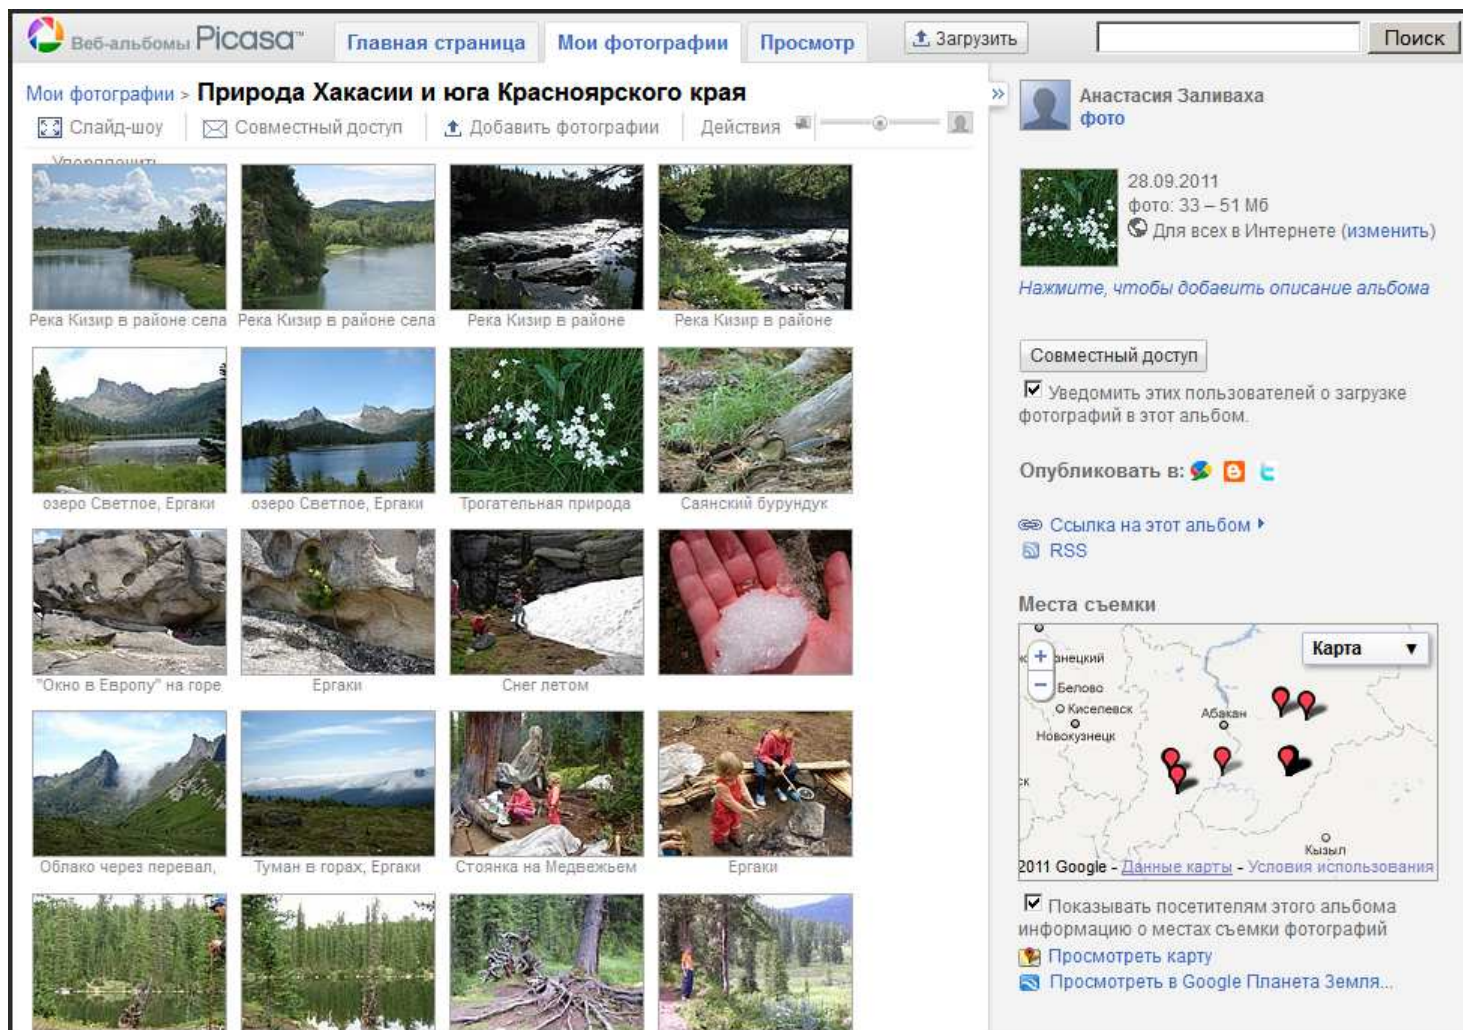 Веб-альбомы Picasa™
Главная страница
Мои фотографии
Просмотр
Загрузить
Поиск
Мои фотографии > Природа Хакасии и юга Красноярского края
Слайд-шоу
Совместный доступ
Добавить фотографии
Действия
Упорядочить
Река Кизир в районе села
Река Кизир в районе села
Река Кизир в районе
Река Кизир в районе
озеро Светлое, Ергаки
озеро Светлое, Ергаки
Трогательная природа
Саянский бурундук
"Окно в Европу" на горе
Ергаки
Снег летом
Облако через перевал,
Туман в горах, Ергаки
Стоянка на Медвежьем
Ергаки
»
Анастасия Заливаха
фото
28.09.2011
фото: 33 – 51 Мб
Для всех в Интернете (изменить)
Нажмите, чтобы добавить описание альбома
Совместный доступ
Уведомить этих пользователей о загрузке
фотографий в этот альбом.
Опубликовать в:
Ссылка на этот альбом
RSS
Места съемки
Карта ▼
+
знецкий
−
Белово
Киселевск
Абакан
Новокузнецк
ск
Кызыл
2011 Google - Данные карты - Условия использования
Показывать посетителям этого альбома
информацию о местах съемки фотографий
Просмотреть карту
Просмотреть в Google Планета Земля...